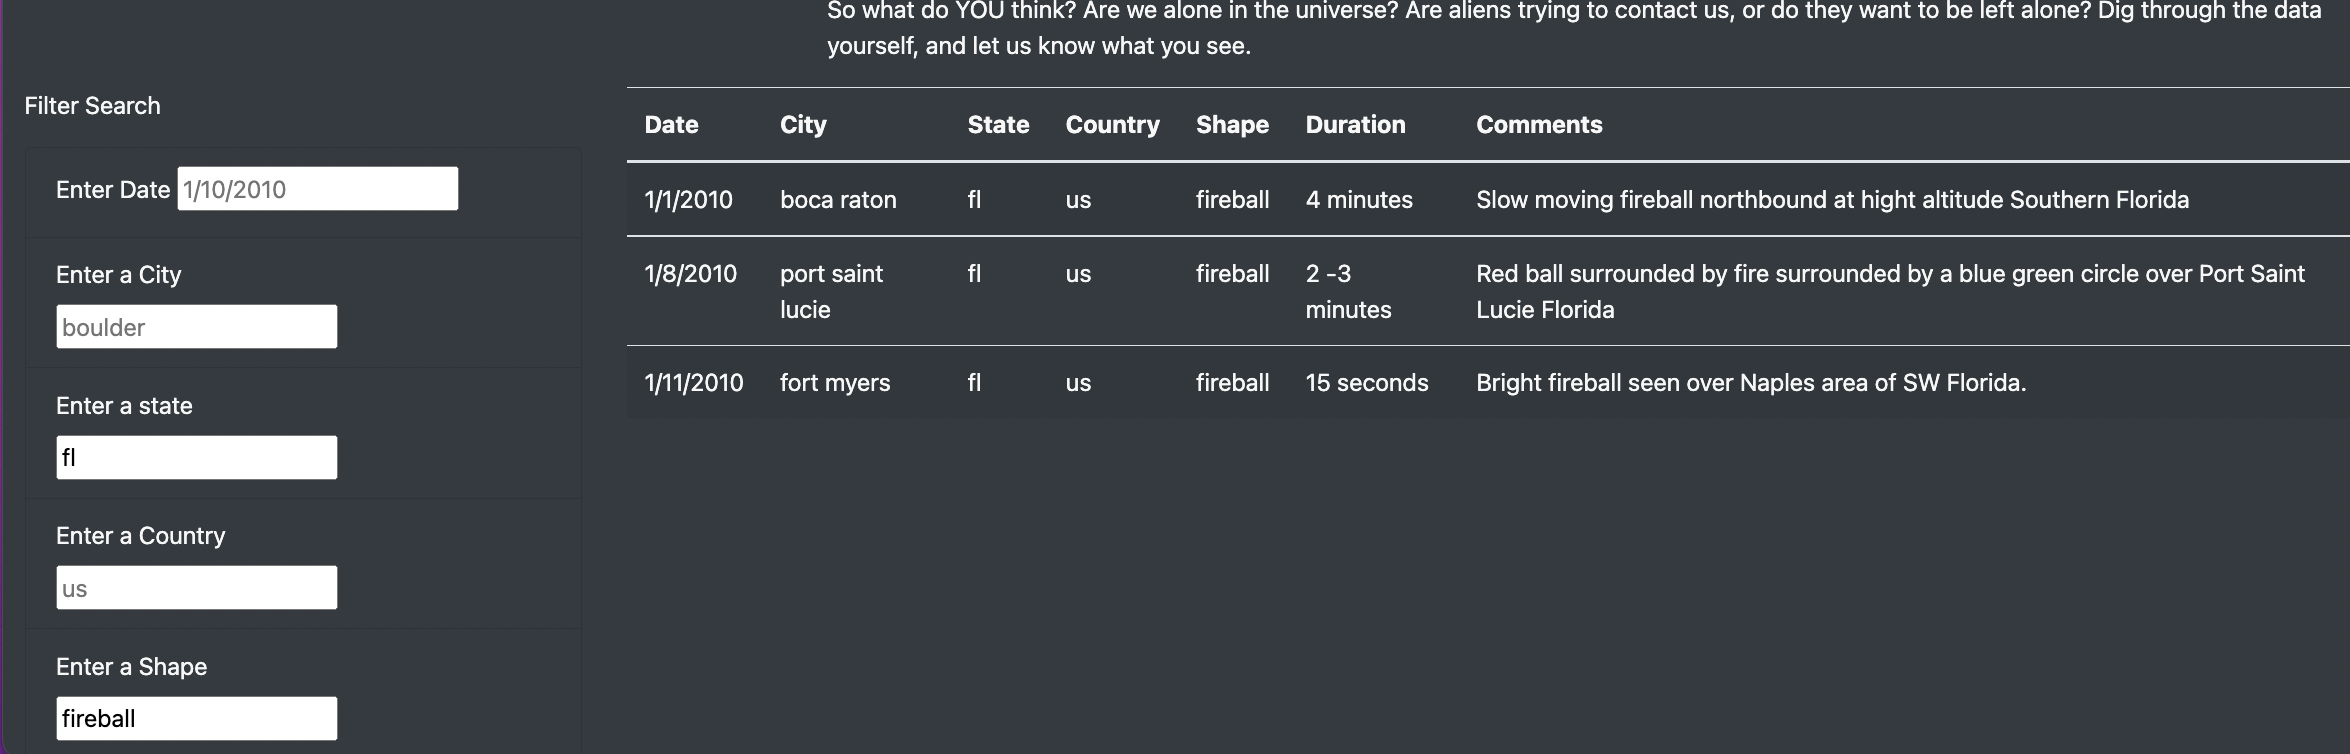 So what do YOU think? Are we alone in the universe? Are aliens trying to contact us, or do they want to be left alone? Dig through the data
yourself, and let us know what you see.
Filter Search
Enter Date 1/10/2010
Enter a City
boulder
Enter a state
fl
Enter a Country
us
Enter a Shape
fireball
Date City State Country Shape Duration Comments
1/1/2010 boca raton fl us fireball 4 minutes Slow moving fireball northbound at hight altitude Southern Florida
1/8/2010 port saint fl us fireball 2 -3 Red ball surrounded by fire surrounded by a blue green circle over Port Saint
lucie minutes Lucie Florida
1/11/2010 fort myers fl us fireball 15 seconds Bright fireball seen over Naples area of SW Florida.